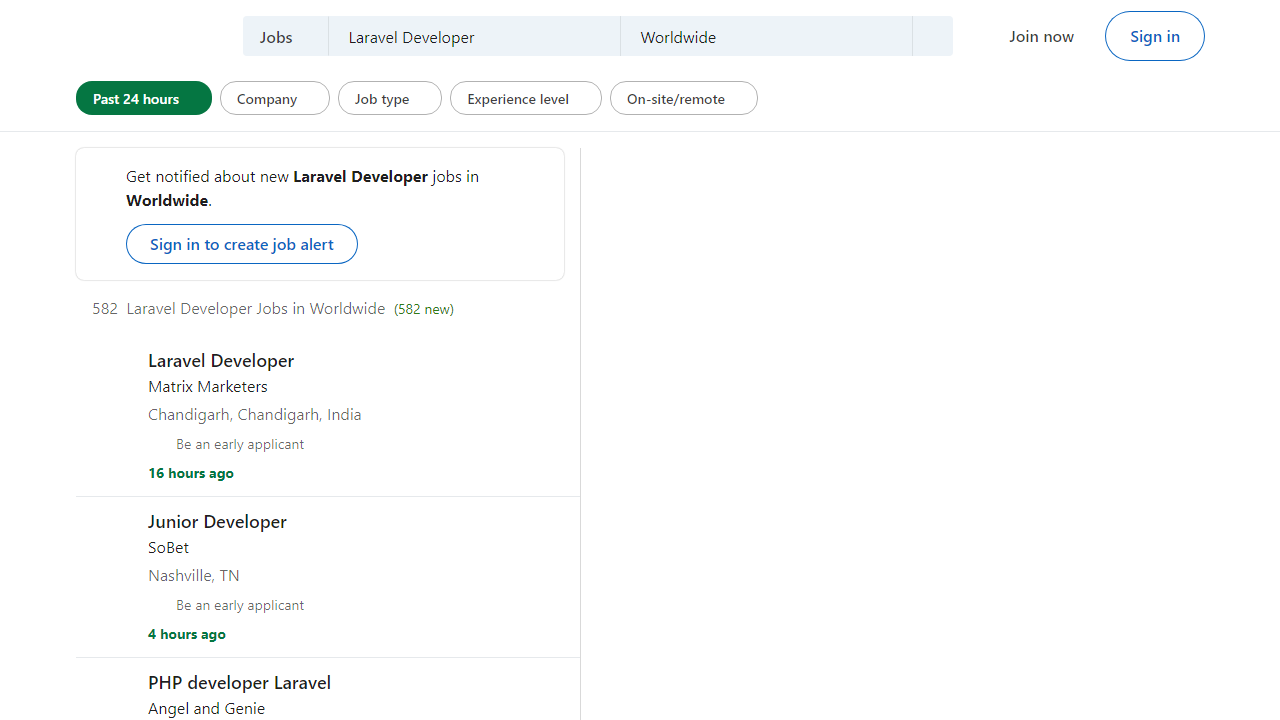 Jobs
Laravel Developer
Worldwide
Join now
Sign in
Past 24 hours
Company
Job type
Experience level
On-site/remote
Get notified about new Laravel Developer jobs in
Worldwide.
Sign in to create job alert
582 Laravel Developer Jobs in Worldwide (582 new)
Laravel Developer
Matrix Marketers
Chandigarh, Chandigarh, India
Be an early applicant
16 hours ago
Junior Developer
SoBet
Nashville, TN
Be an early applicant
4 hours ago
PHP developer Laravel
Angel and Genie